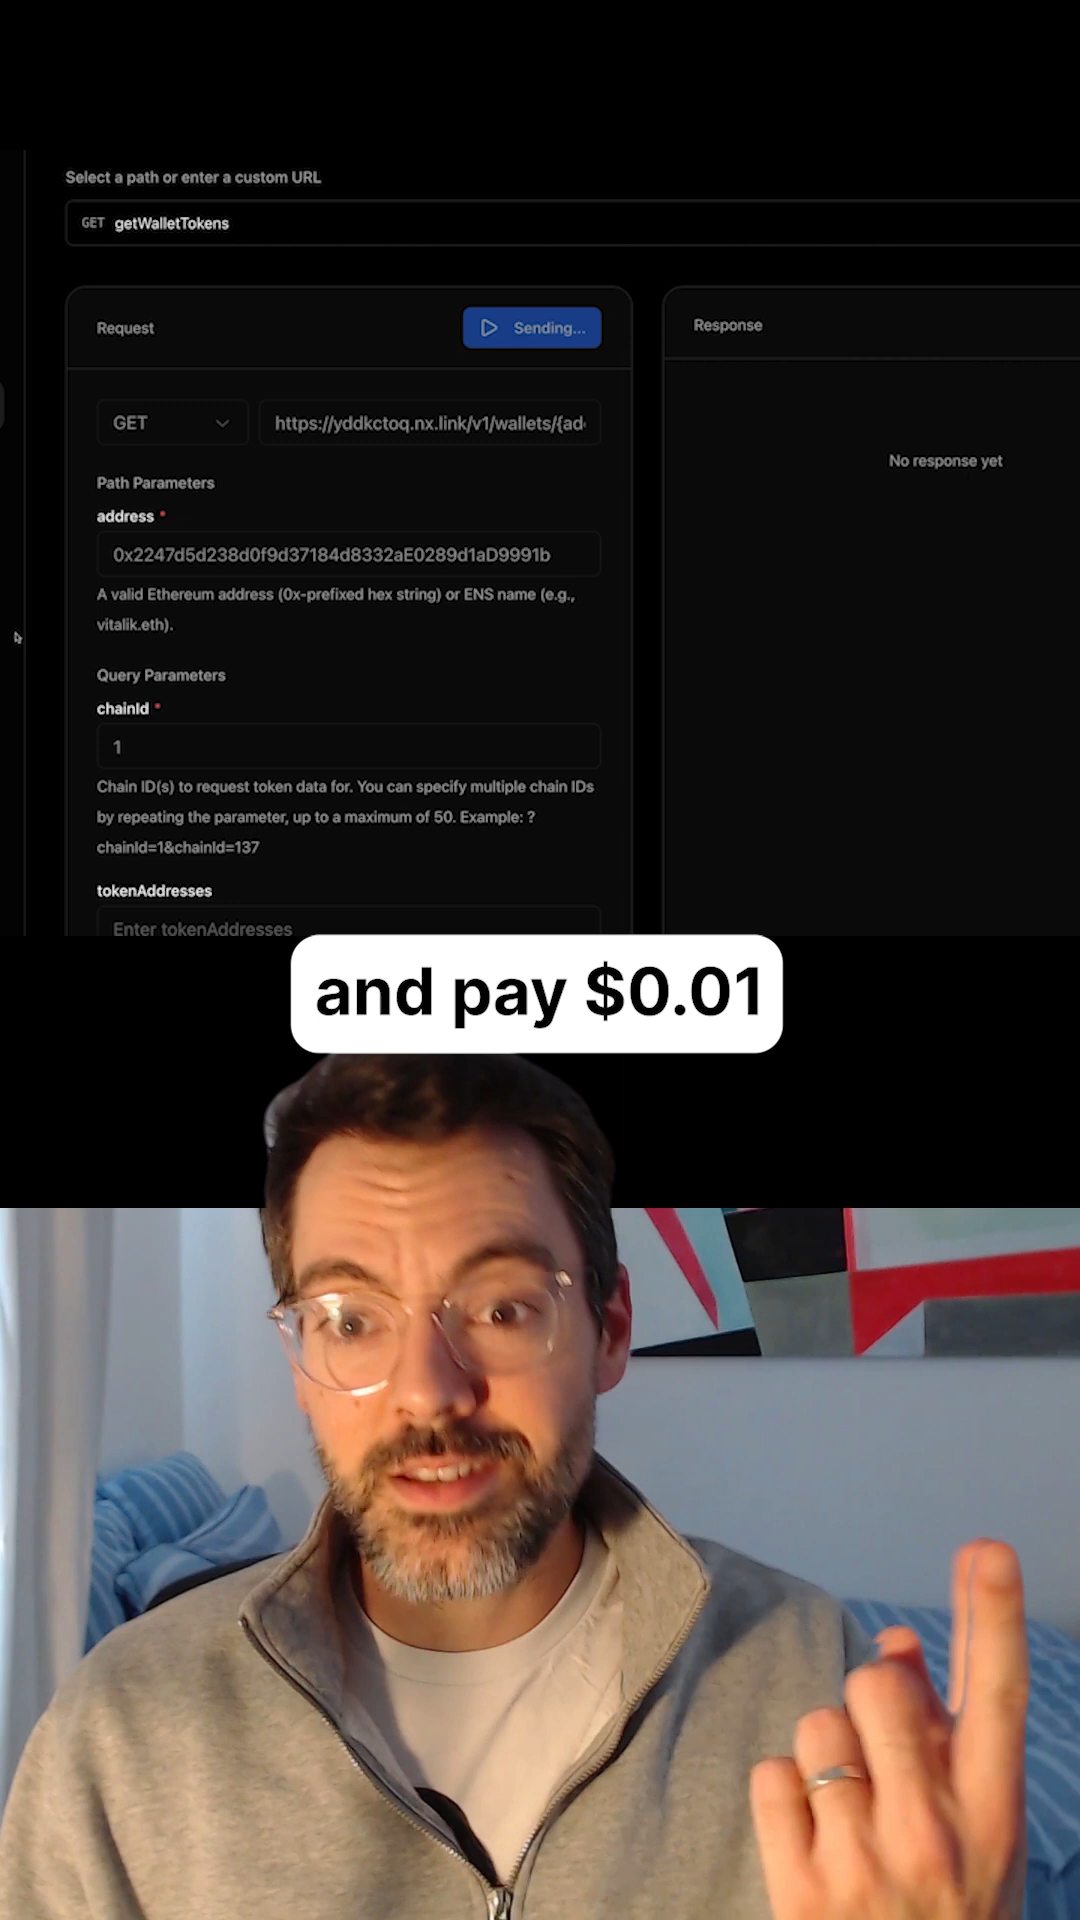 Select a path or enter a custom URL
GET getWalletTokens
Request
Sending...
Response
GET
https://yddkctoq.nx.link/v1/wallets/{ad
No response yet
Path Parameters
address *
0x2247d5d238d0f9d37184d8332aE0289d1aD9991b
A valid Ethereum address (0x-prefixed hex string) or ENS name (e.g.,
vitalik.eth).
Query Parameters
chainId *
1
Chain ID(s) to request token data for. You can specify multiple chain IDs
by repeating the parameter, up to a maximum of 50. Example: ?
chainId=1&chainId=137
tokenAddresses
Enter tokenAddresses
and pay $0.01